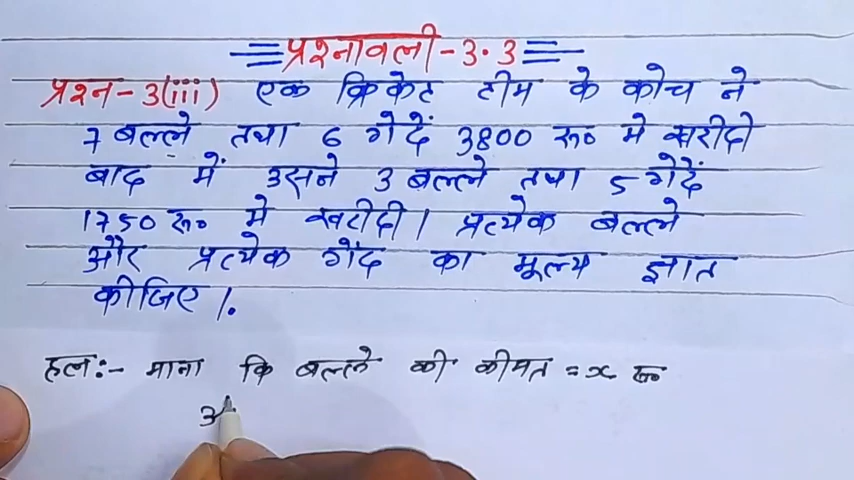 प्रश्नावली-3.3
प्रश्न-3(iii) एक क्रिकेट टीम के कोच ने
7 बल्ले तथा 6 गेदें 3800 रू० मे खरीदी
बाद में उसने 3 बल्ले तथा 5 गेदें
1750 रू० मे खरीदी। प्रत्येक बल्ले
और प्रत्येक गेंद का मूल्य ज्ञात
कीजिए।.
हलः- माना कि बल्ले की कीमत = x रू०